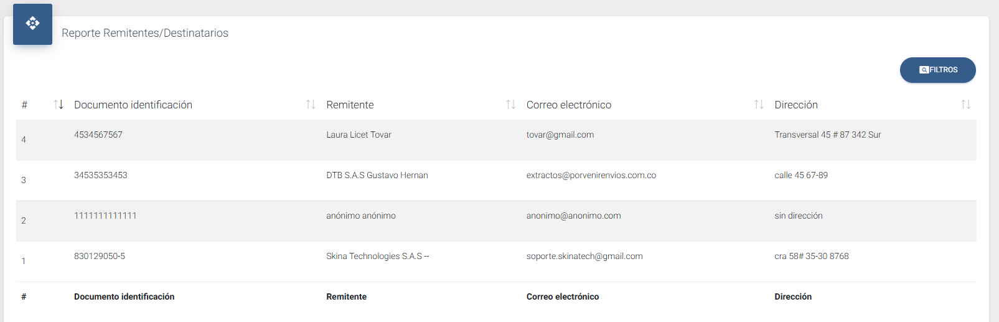 Reporte Remitentes/Destinatarios
FILTROS
# Documento identificación Remitente Correo electrónico Dirección
4 4534567567 Laura Licet Tovar tovar@gmail.com Transversal 45 # 87 342 Sur
3 34535353453 DTB S.A.S Gustavo Hernan extractos@porvenirenvios.com.co calle 45 67-89
2 1111111111111 anónimo anónimo anonimo@anonimo.com sin dirección
1 830129050-5 Skina Technologies S.A.S -- soporte.skinatech@gmail.com cra 58# 35-30 8768
# Documento identificación Remitente Correo electrónico Dirección